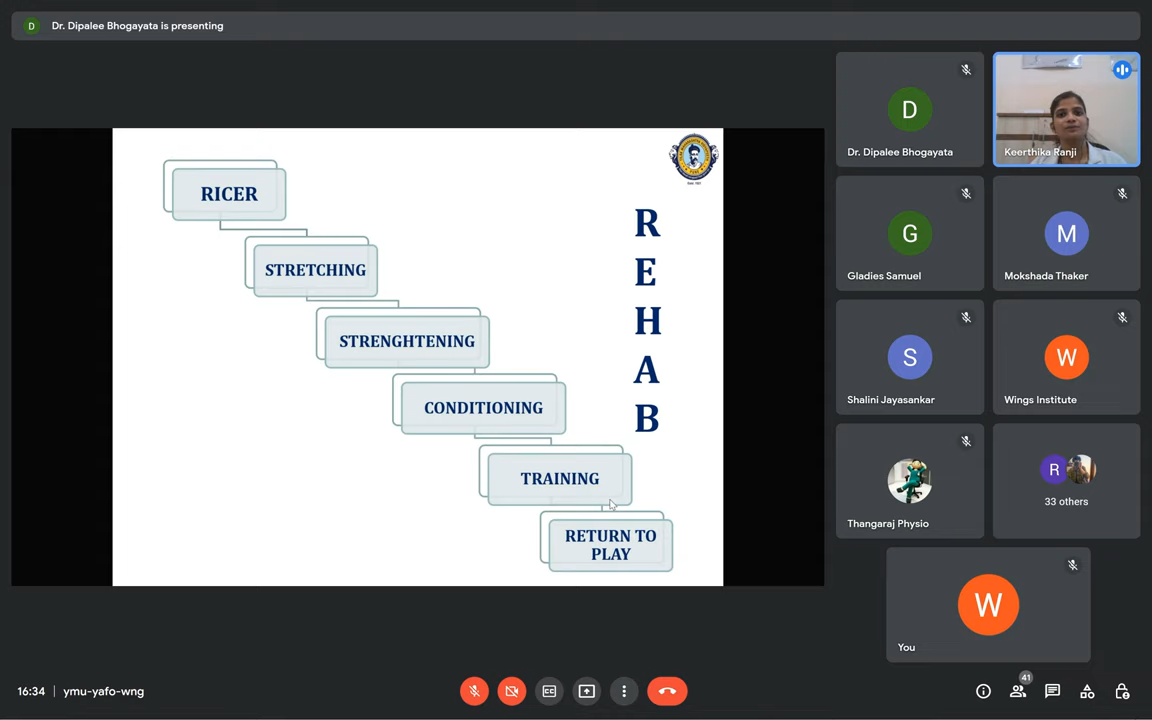 D Dr. Dipalee Bhogayata is presenting
RICER
STRETCHING
STRENGHTENING
CONDITIONING
TRAINING
RETURN TO
PLAY
R
E
H
A
B
D
Dr. Dipalee Bhogayata
Keerthika Ranji
G
Gladies Samuel
M
Mokshada Thaker
S
Shalini Jayasankar
W
Wings Institute
Thangaraj Physio
R
33 others
W
You
16:34 | ymu-yafo-wng
CC
41